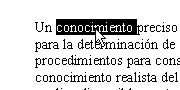 Un conocimiento preciso
para la determinación de
procedimientos para cons
conocimiento realista del